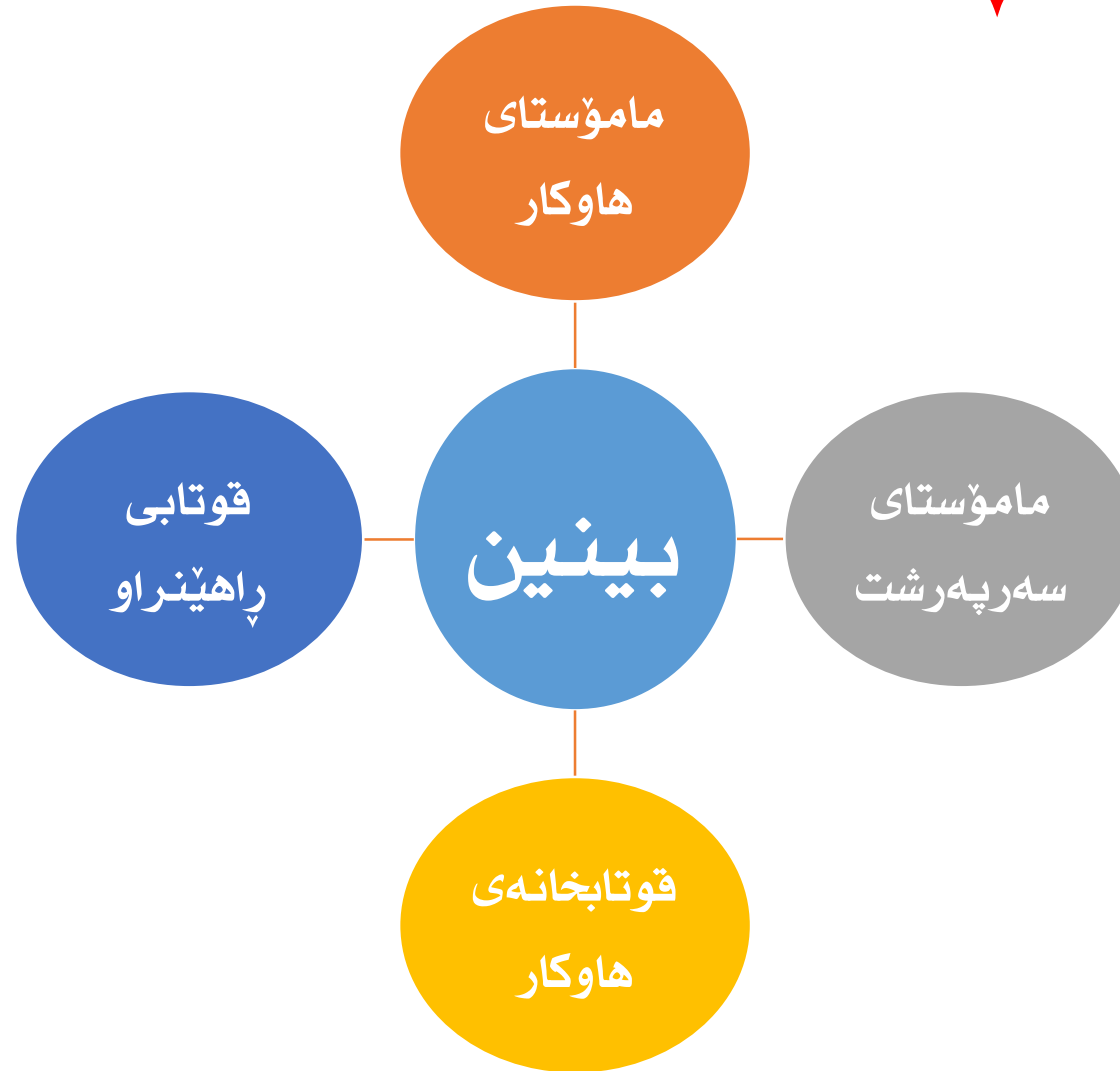 مامۆستای
هاوکار
مامۆستای
سەرپەرشت
بینین
قوتابی
ڕاهێنراو
قوتابخانەی
هاوکار